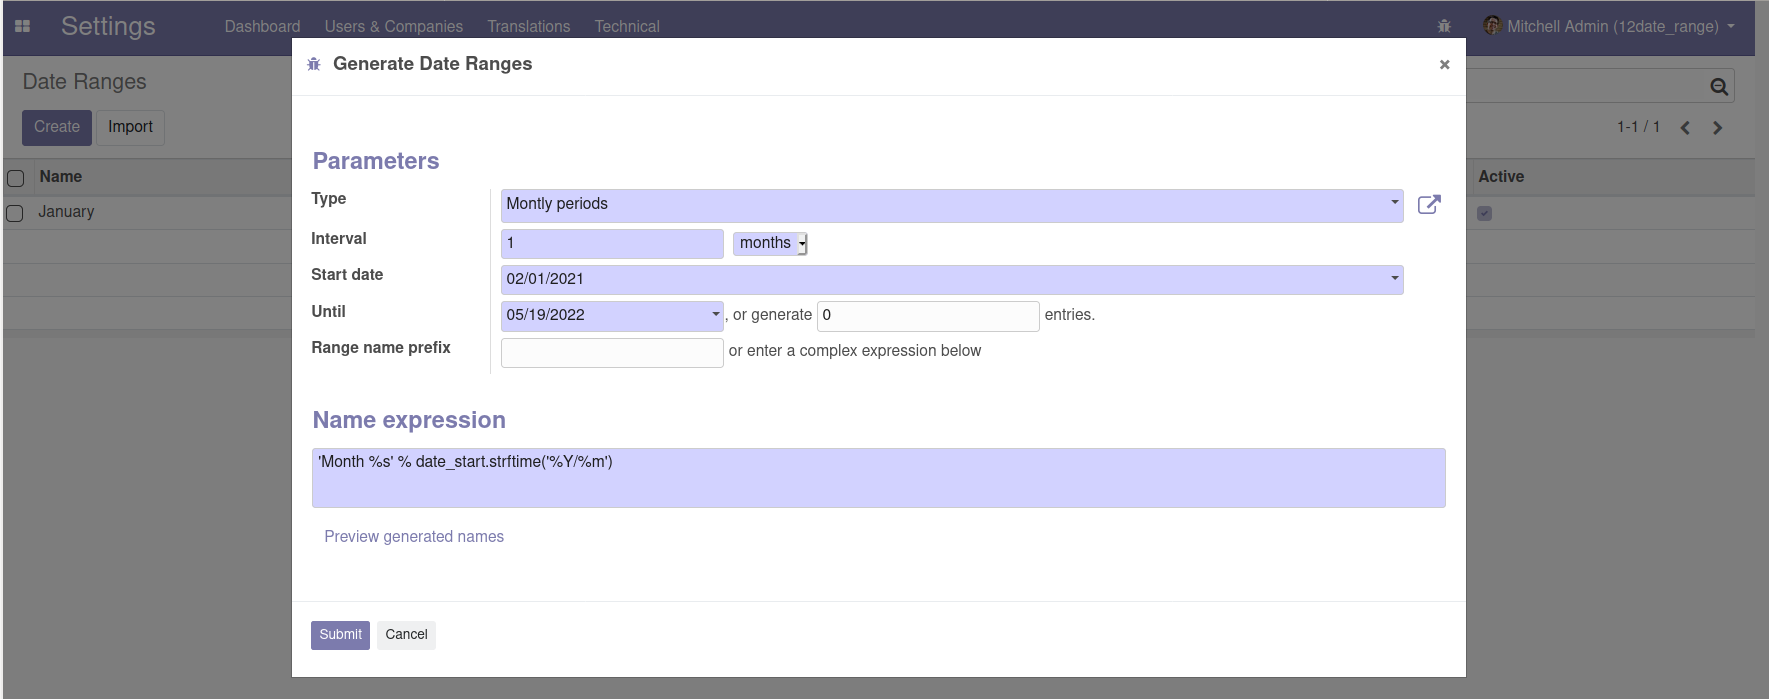 Settings Dashboard Users & Companies Translations Technical Mitchell Admin (12date_range)
Generate Date Ranges
Date Ranges
Create Import
1-1 / 1
Name Active
January
Parameters
Type Montly periods
Interval 1 months
Start date 02/01/2021
Until 05/19/2022 , or generate 0 entries.
Range name prefix or enter a complex expression below
Name expression
'Month %s' % date_start.strftime('%Y/%m')
Preview generated names
Submit Cancel